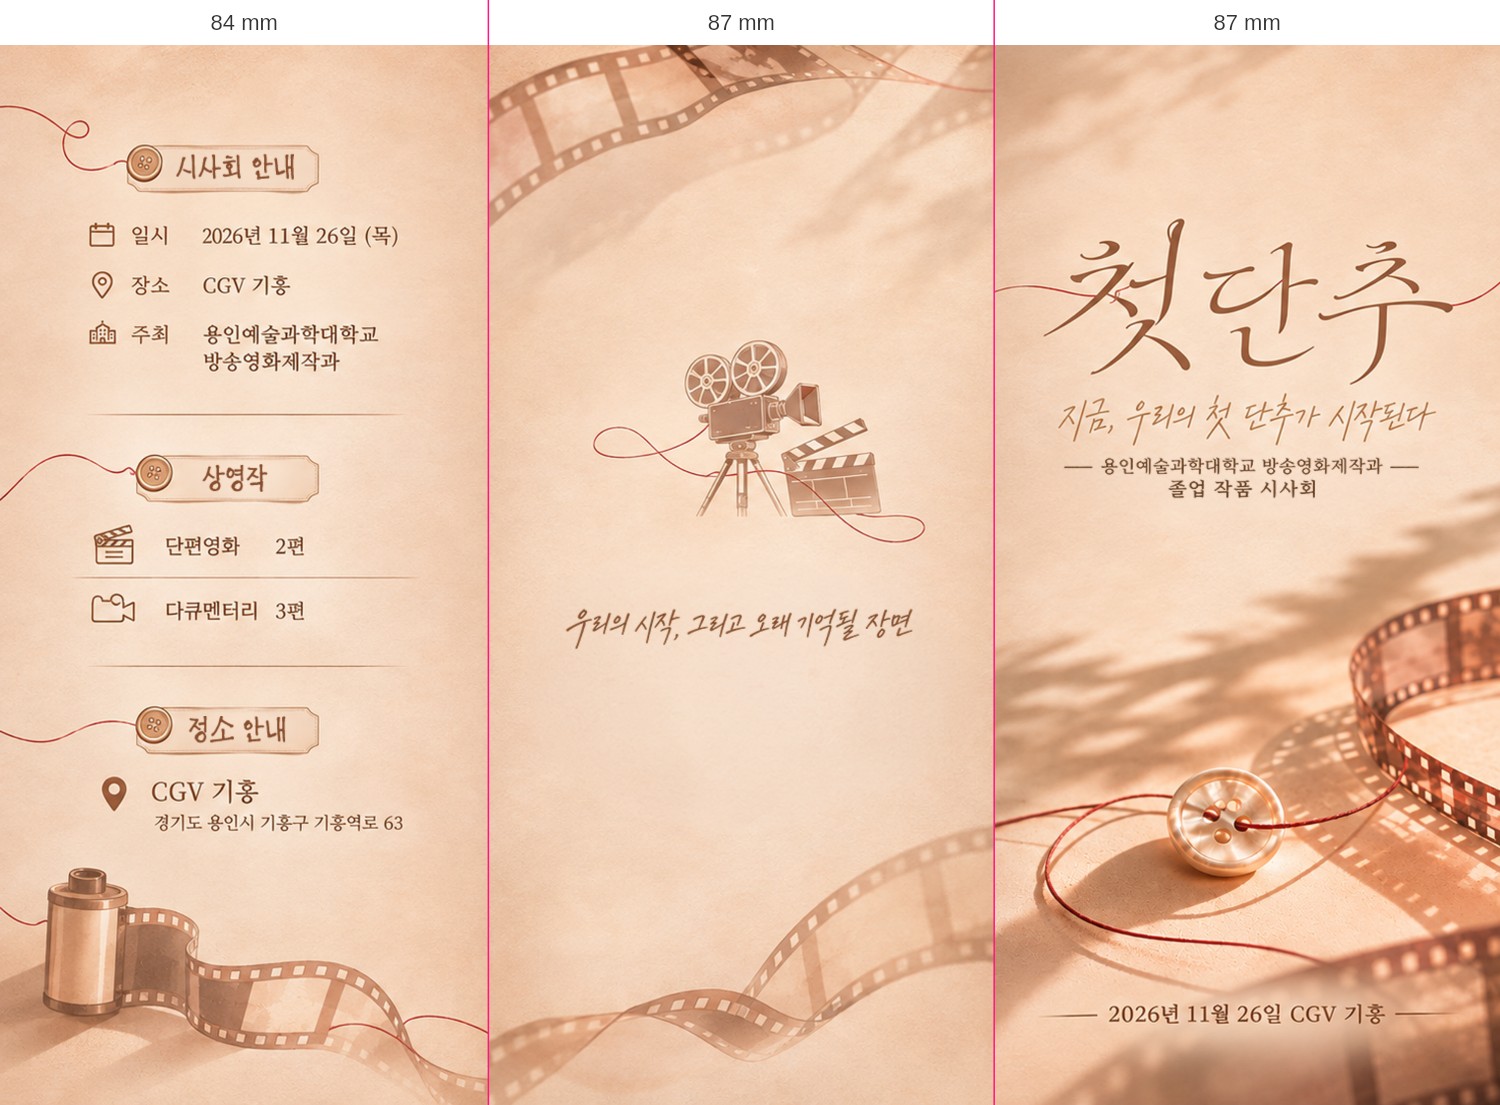 84 mm
87 mm
87 mm
시사회 안내
일시 2026년 11월 26일 (목)
장소 CGV 기흥
주최 용인예술과학대학교
방송영화제작과
상영작
단편영화 2편
다큐멘터리 3편
정소 안내
CGV 기흥
경기도 용인시 기흥구 기흥역로 63
우리의 시작, 그리고 오래 기억될 장면
첫단추
지금, 우리의 첫 단추가 시작된다
용인예술과학대학교 방송영화제작과
졸업 작품 시사회
2026년 11월 26일 CGV 기흥